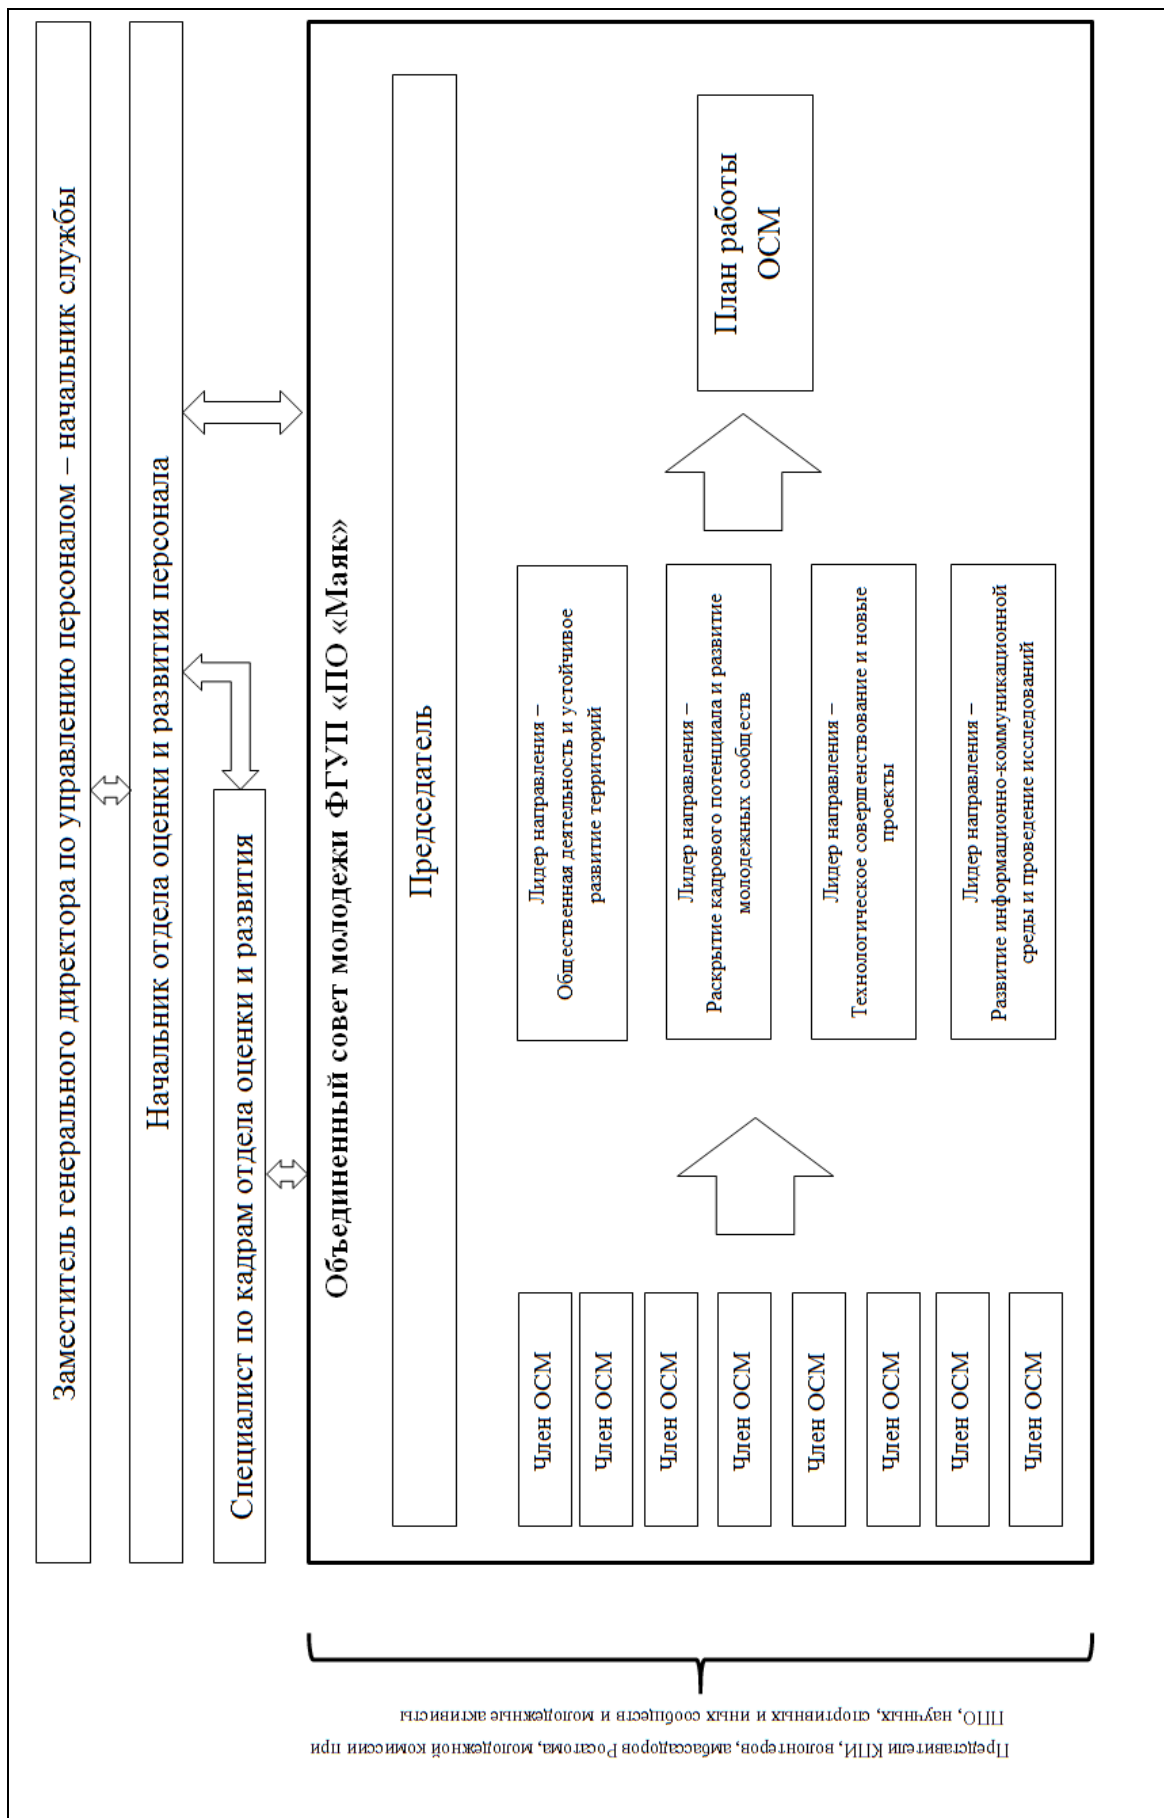 Заместитель генерального директора по управлению персоналом – начальник службы
Начальник отдела оценки и развития персонала
Специалист по кадрам отдела оценки и развития
Объединенный совет молодежи ФГУП «ПО «Маяк»
Председатель
Член ОСМ
Член ОСМ
Член ОСМ
Член ОСМ
Член ОСМ
Член ОСМ
Член ОСМ
Член ОСМ
Лидер направления –
Общественная деятельность и устойчивое
развитие территорий
Лидер направления –
Раскрытие кадрового потенциала и развитие
молодежных сообществ
Лидер направления –
Технологическое совершенствование и новые
проекты
Лидер направления –
Развитие информационно-коммуникационной
среды и проведение исследований
План работы
ОСМ
Представители КПИ, волонтеров, амбассадоров Росатома, молодежной комиссии при
ППО, научных, спортивных и иных сообществ и молодежные активисты